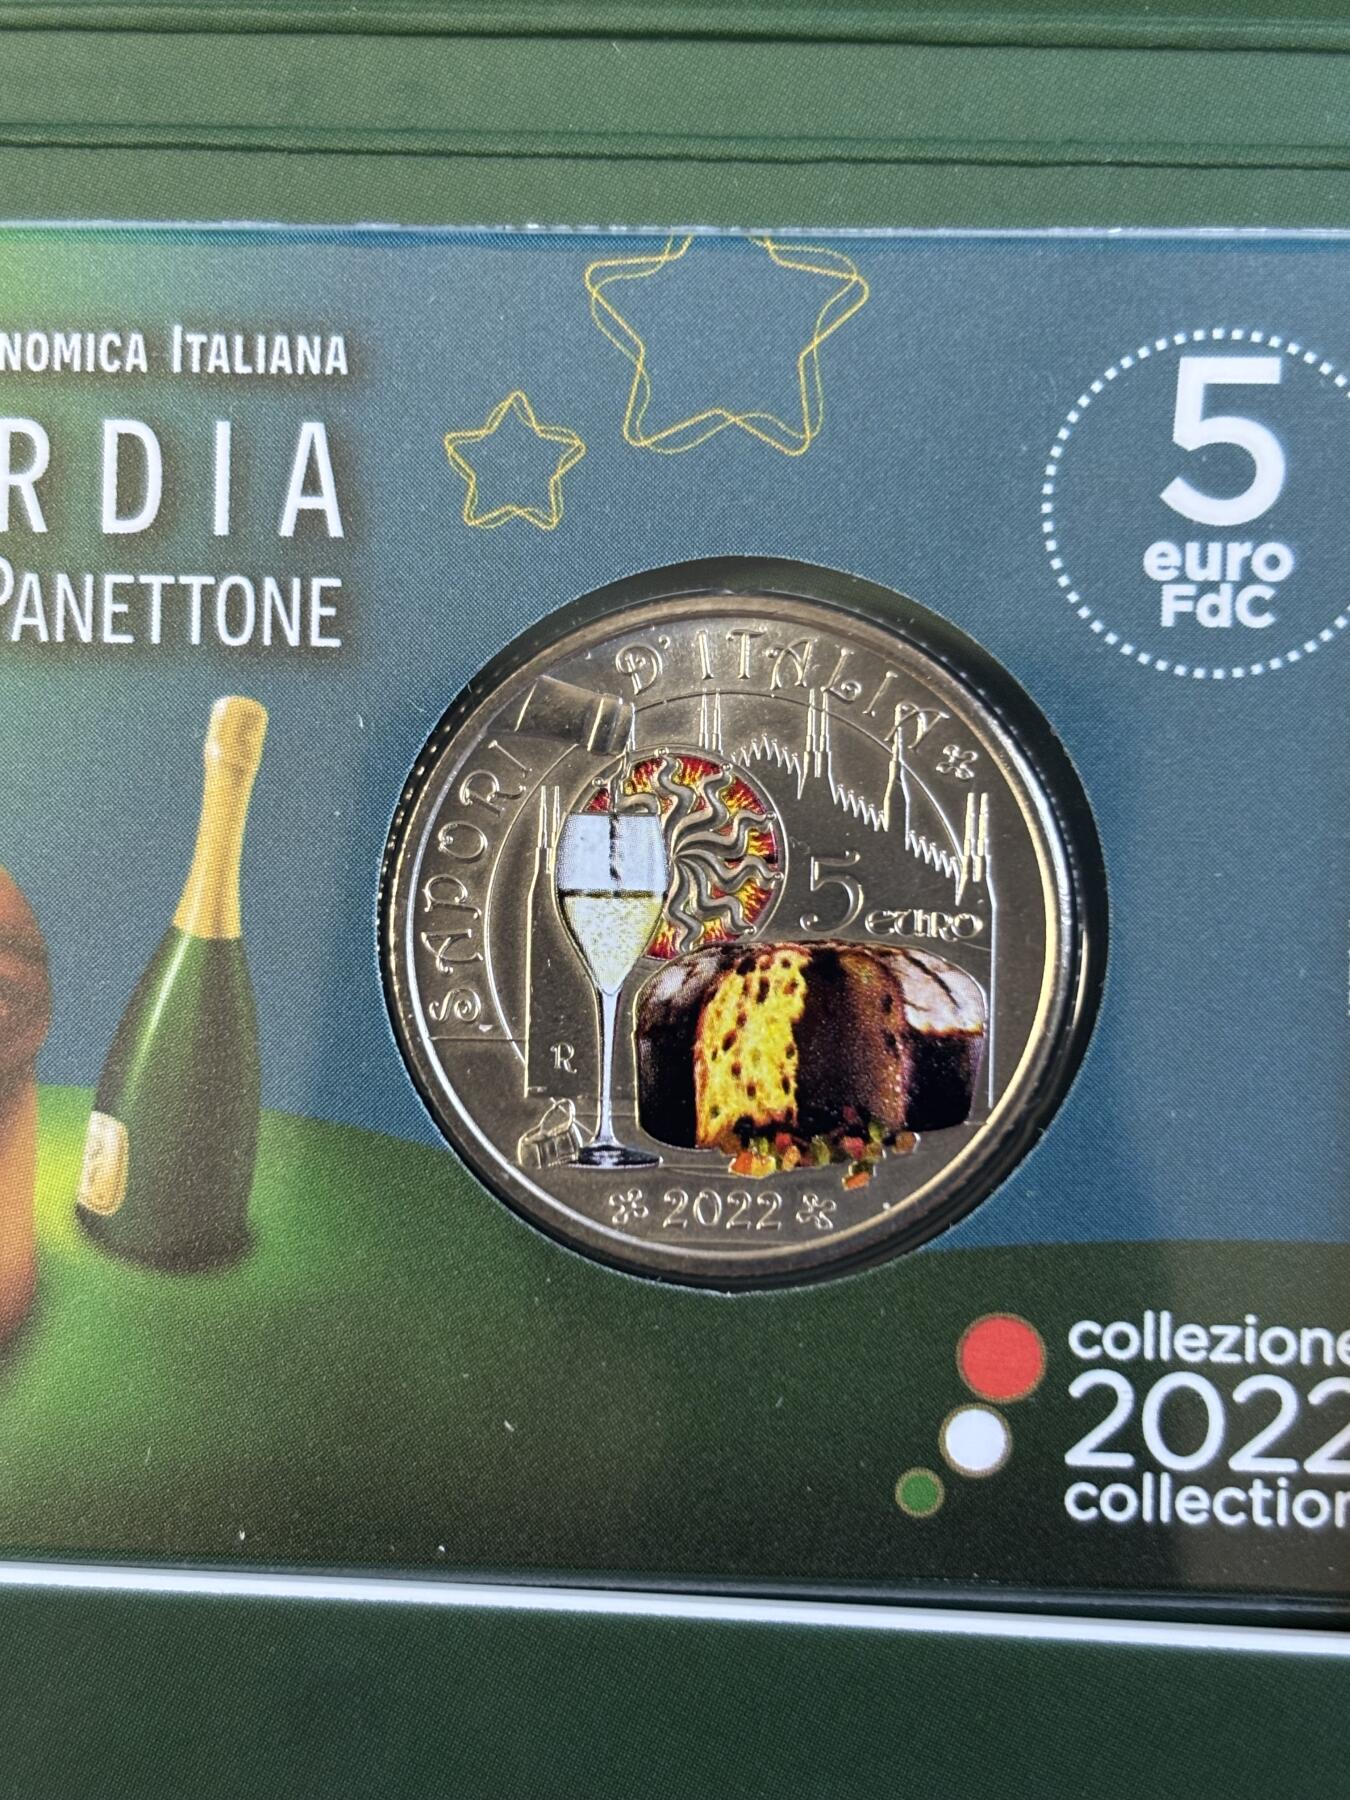 NOMICA ITALIANA
RDIA
PANETTONE
5
euro
FdC
SAPORI D'ITALIA
5 EURO
R
2022
collezione
2022
collection